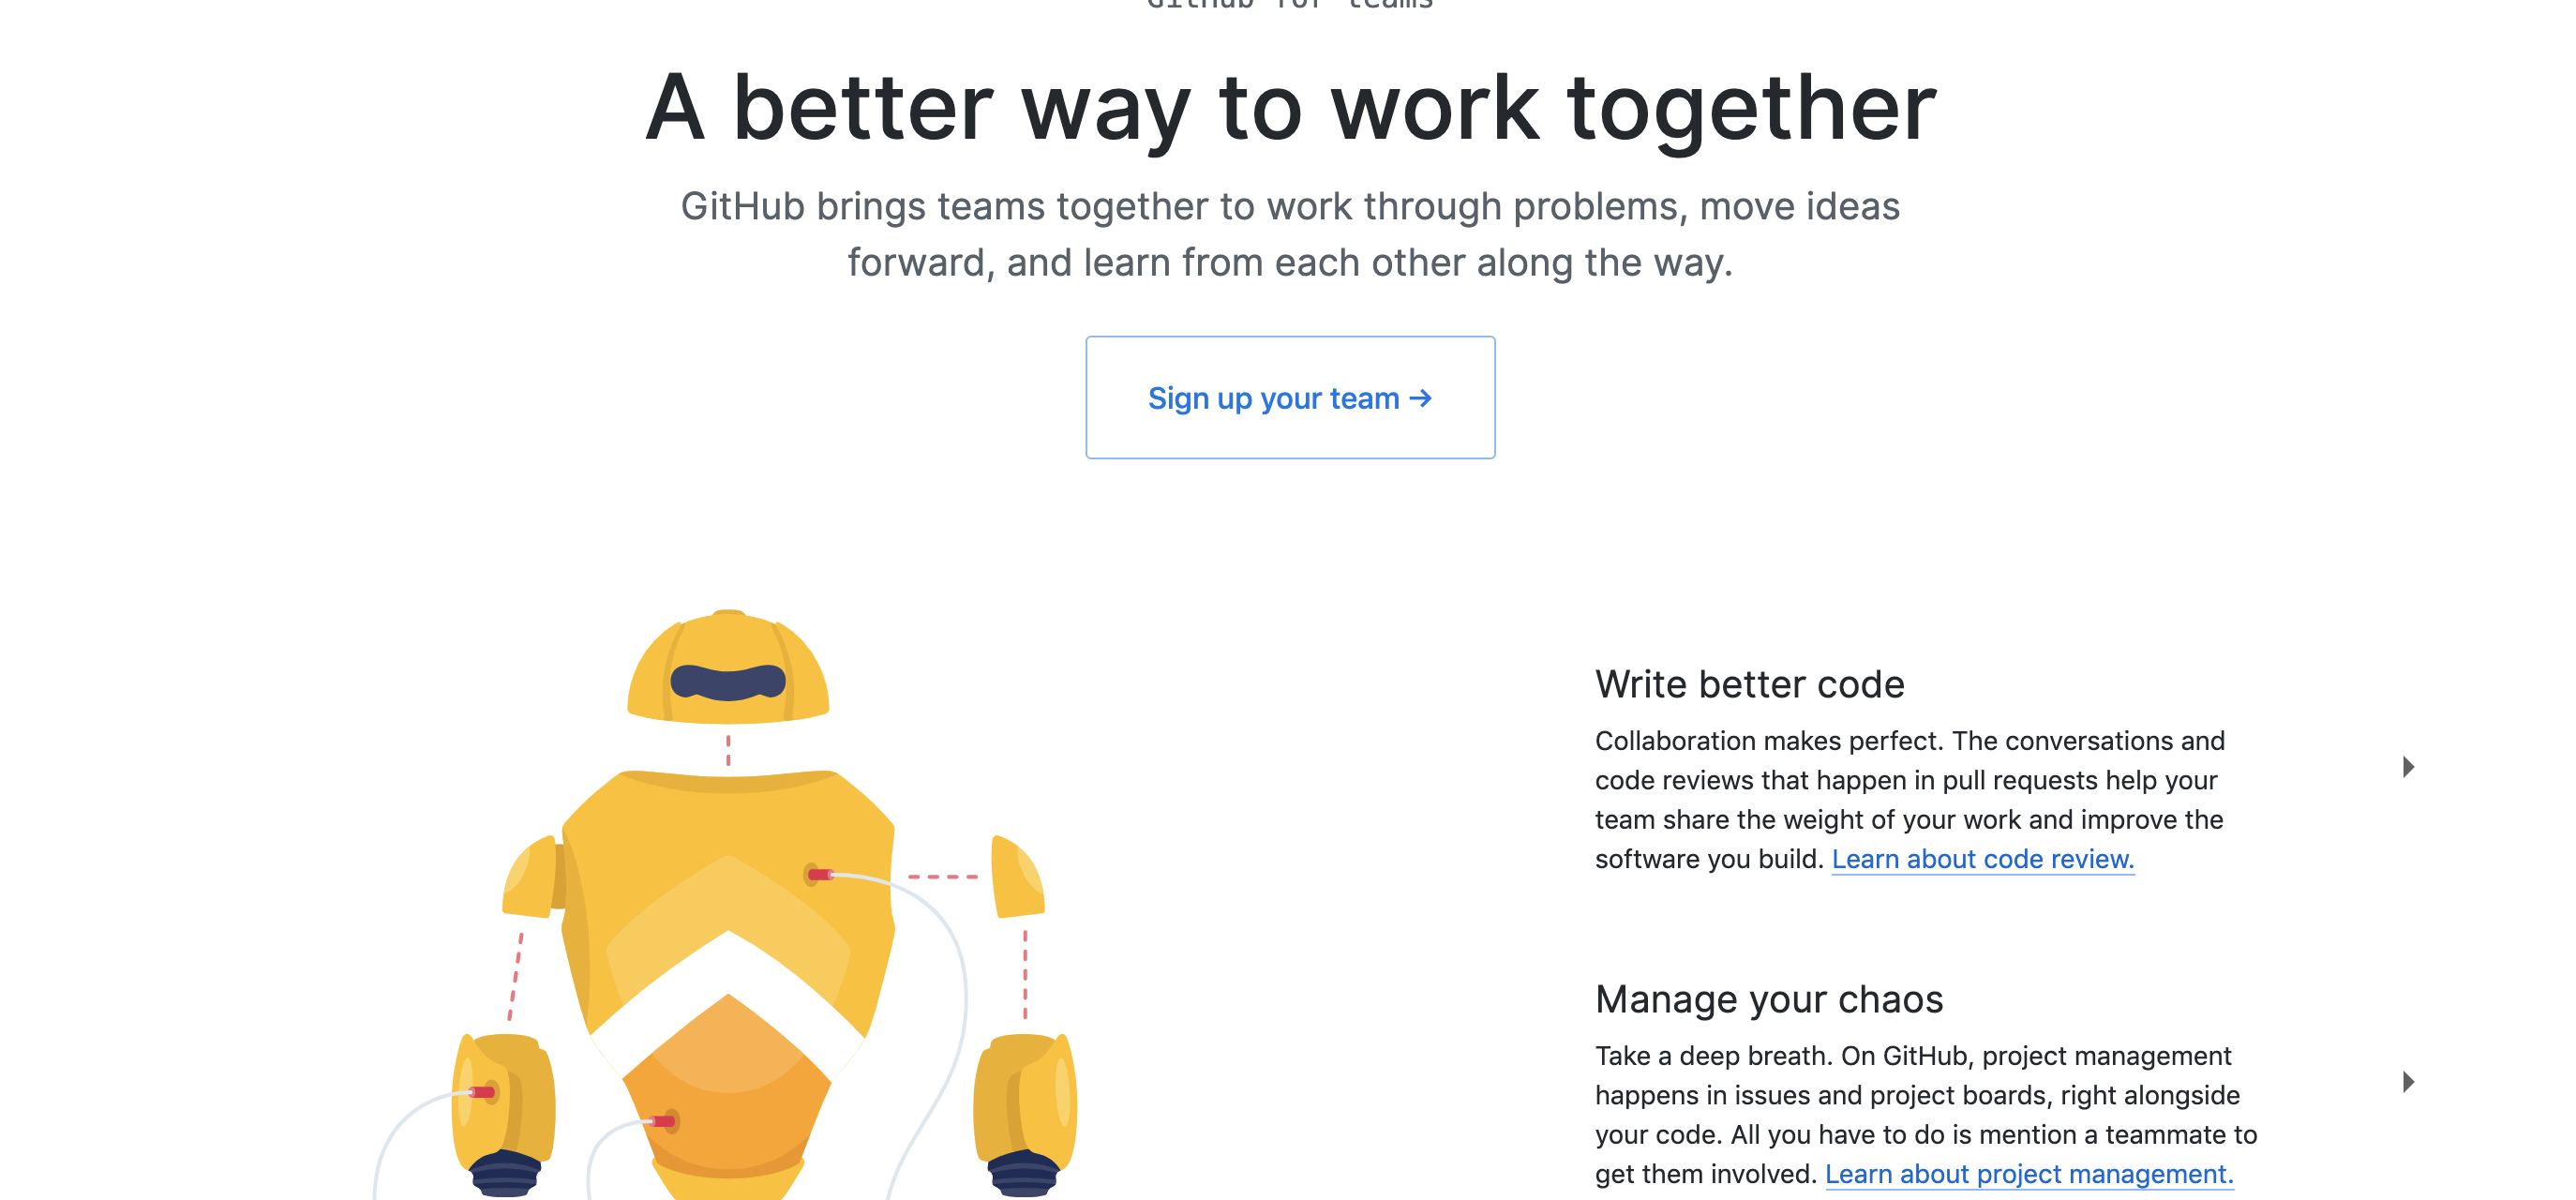 GitHub for teams
A better way to work together
GitHub brings teams together to work through problems, move ideas
forward, and learn from each other along the way.
Sign up your team →
Write better code
Collaboration makes perfect. The conversations and
code reviews that happen in pull requests help your
team share the weight of your work and improve the
software you build. Learn about code review.
Manage your chaos
Take a deep breath. On GitHub, project management
happens in issues and project boards, right alongside
your code. All you have to do is mention a teammate to
get them involved. Learn about project management.